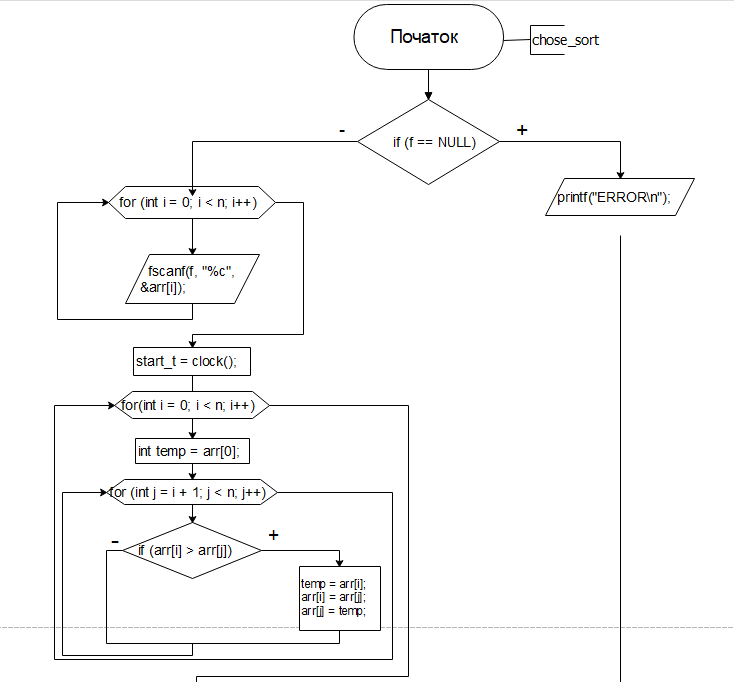 Початок
chose_sort
if (f == NULL)
-
+
printf("ERROR\n");
for (int i = 0; i < n; i++)
fscanf(f, "%c",
&arr[i]);
start_t = clock();
for(int i = 0; i < n; i++)
int temp = arr[0];
for (int j = i + 1; j < n; j++)
if (arr[i] > arr[j])
-
+
temp = arr[i];
arr[i] = arr[j];
arr[j] = temp;